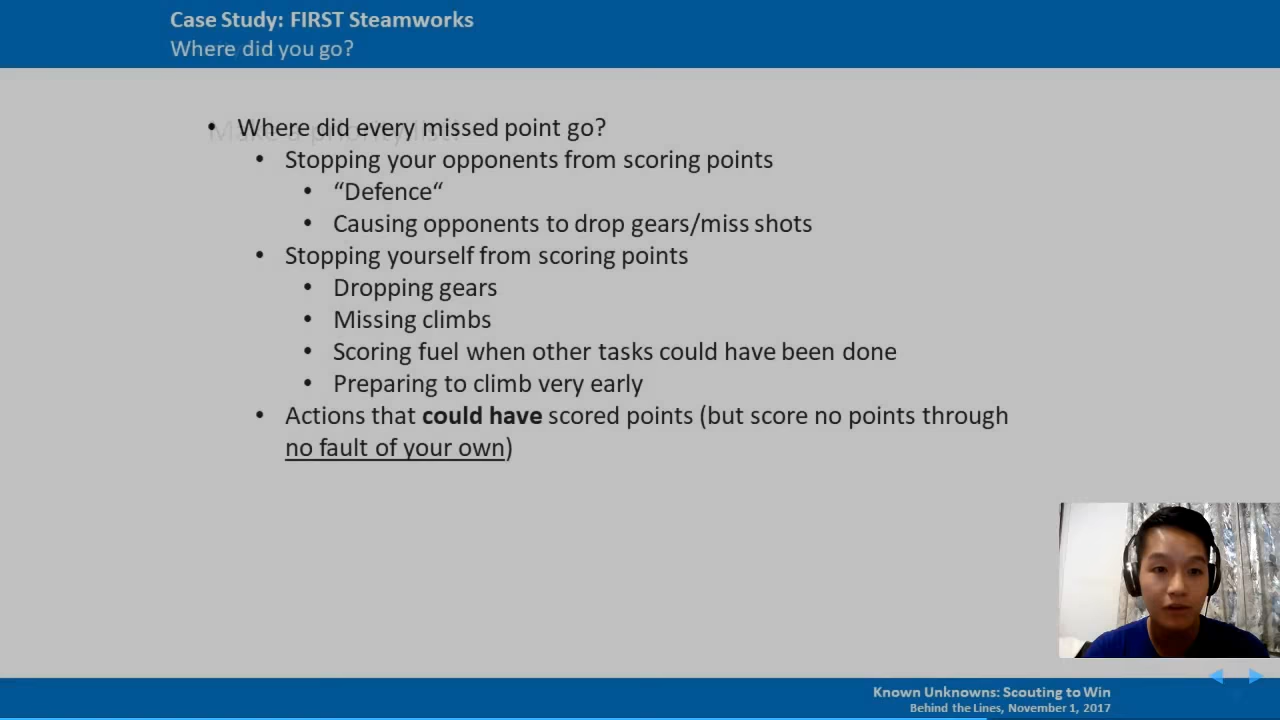 Case Study: FIRST Steamworks
Where did you go?
• Where did every missed point go?
• Stopping your opponents from scoring points
• “Defence“
• Causing opponents to drop gears/miss shots
• Stopping yourself from scoring points
• Dropping gears
• Missing climbs
• Scoring fuel when other tasks could have been done
• Preparing to climb very early
• Actions that could have scored points (but score no points through
no fault of your own)
Known Unknowns: Scouting to Win
Behind the Lines, November 1, 2017